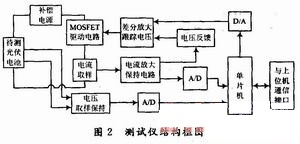 补偿
电源
MOSFET
驱动电路
差分放大
跟踪电压
D/A
电压反馈
待测
光伏
电池
电流
取样
电流放大
保持电路
A/D
单
片
机
与上
位机
通信
接口
电压
取样保持
A/D
图 2 测试仪结构框图